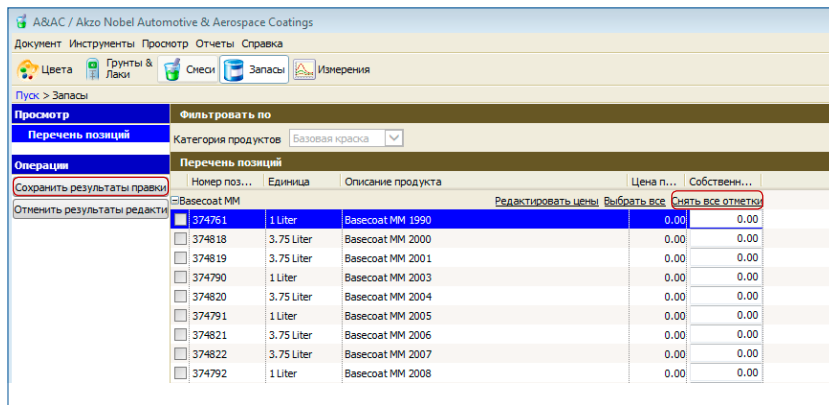 A&AC / Akzo Nobel Automotive & Aerospace Coatings
Документ Инструменты Просмотр Отчеты Справка
Цвета Грунты & Лаки Смеси Запасы Измерения
Пуск > Запасы
Просмотр Фильтровать по
Перечень позиций Категория продуктов Базовая краска
Операции Перечень позиций
Номер поз... Единица Описание продукта Цена п... Собственн...
Сохранить результаты правки
Basecoat MM Редактировать цены Выбрать все Снять все отметки
Отменить результаты редакти
374761 1 Liter Basecoat MM 1990 0.00 0.00
374818 3.75 Liter Basecoat MM 2000 0.00 0.00
374819 3.75 Liter Basecoat MM 2001 0.00 0.00
374790 1 Liter Basecoat MM 2003 0.00 0.00
374820 3.75 Liter Basecoat MM 2004 0.00 0.00
374791 1 Liter Basecoat MM 2005 0.00 0.00
374821 3.75 Liter Basecoat MM 2006 0.00 0.00
374822 3.75 Liter Basecoat MM 2007 0.00 0.00
374792 1 Liter Basecoat MM 2008 0.00 0.00